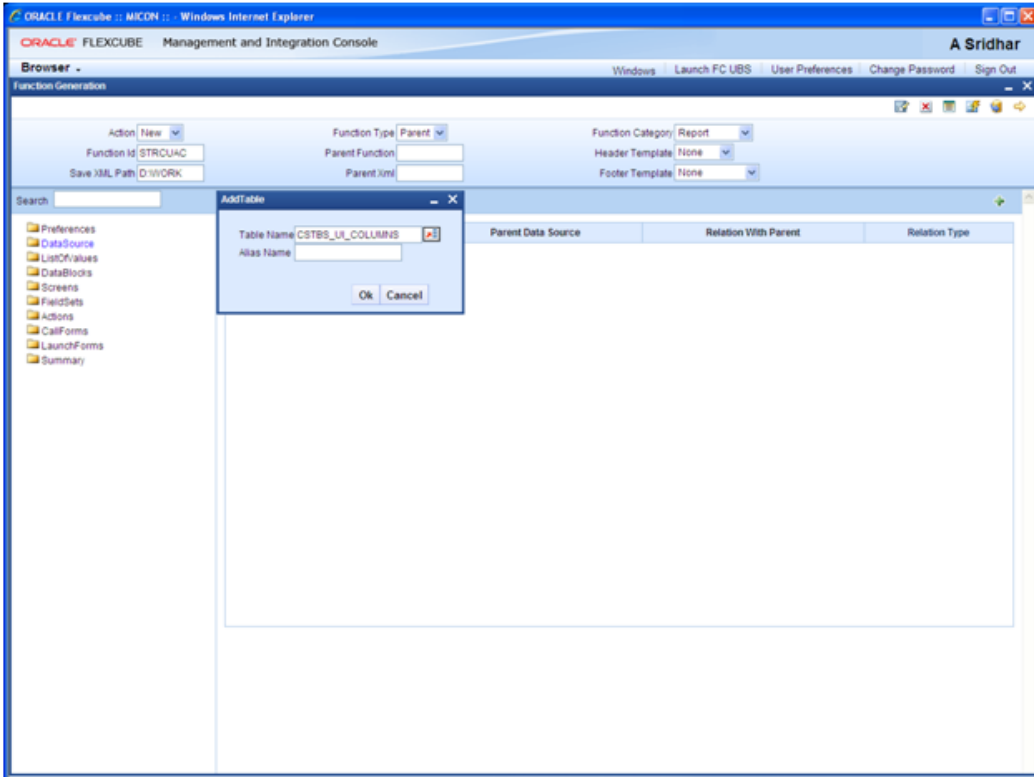 ORACLE Flexcube :: MICON :: - Windows Internet Explorer
ORACLE FLEXCUBE Management and Integration Console
A Sridhar
Browser
Windows Launch FC UBS User Preferences Change Password Sign Out
Function Generation
Action New Function Type Parent Function Category Report
Function Id STRCUAC Parent Function Header Template None
Save XML Path D:\WORK Parent Xml Footer Template None
Search
AddTable
Table Name CSTBS_UI_COLUMNS
Alias Name
Ok Cancel
Parent Data Source Relation With Parent Relation Type
Preferences
DataSource
ListOfValues
DataBlocks
Screens
FieldSets
Actions
CallForms
LaunchForms
Summary